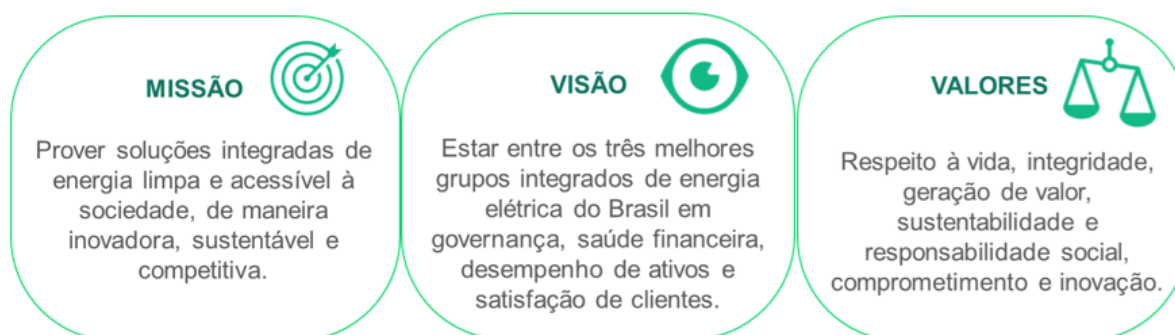 MISSÃO
Prover soluções integradas de
energia limpa e acessível à
sociedade, de maneira
inovadora, sustentável e
competitiva.
VISÃO
Estar entre os três melhores
grupos integrados de energia
elétrica do Brasil em
governança, saúde financeira,
desempenho de ativos e
satisfação de clientes.
VALORES
Respeito à vida, integridade,
geração de valor,
sustentabilidade e
responsabilidade social,
comprometimento e inovação.